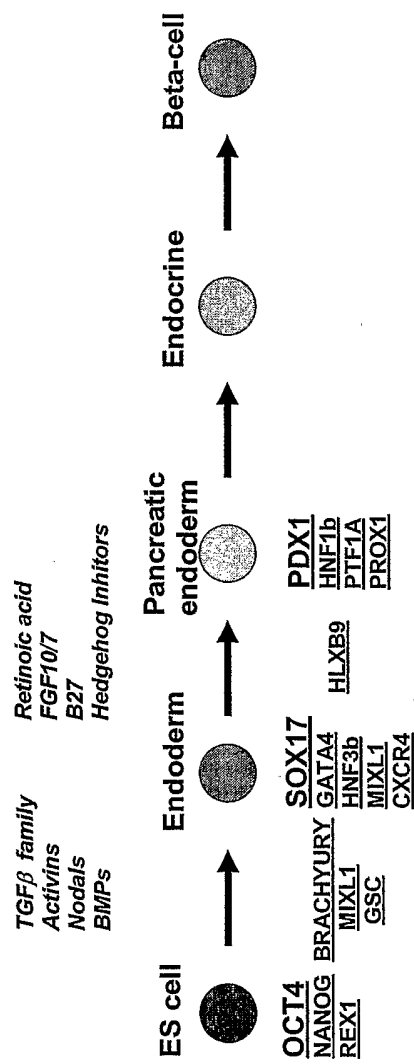 TGFβ family
Activins
Nodals
BMPs
Retinoic acid
FGF10/7
B27
Hedgehog Inhitors
ES cell
Endoderm
Pancreatic
endoderm
Endocrine
Beta-cell
OCT4
NANOG
REX1
BRACHYURY
MIXL1
GSC
SOX17
GATA4
HNF3b
MIXL1
CXCR4
HLXB9
PDX1
HNF1b
PTF1A
PROX1